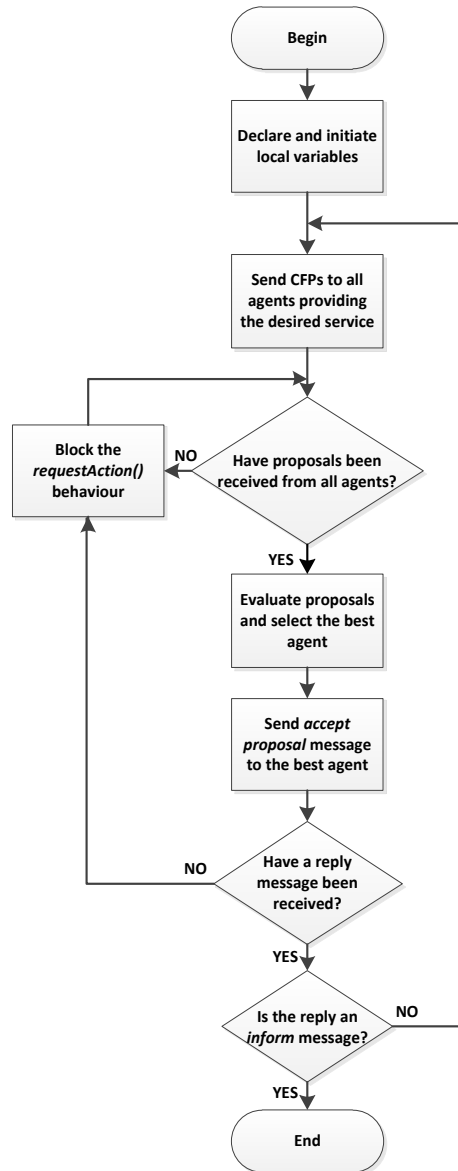 Begin
Declare and initiate
local variables
Send CFPs to all
agents providing
the desired service
Block the
requestAction()
behaviour
NO
Have proposals been
received from all agents?
YES
Evaluate proposals
and select the best
agent
Send accept
proposal message
to the best agent
NO
Have a reply
message been
received?
YES
Is the reply an
inform message?
NO
YES
End